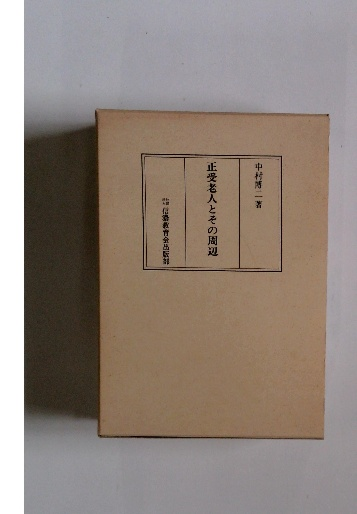 中村博二著
正受老人とその周辺
信濃教育会出版部